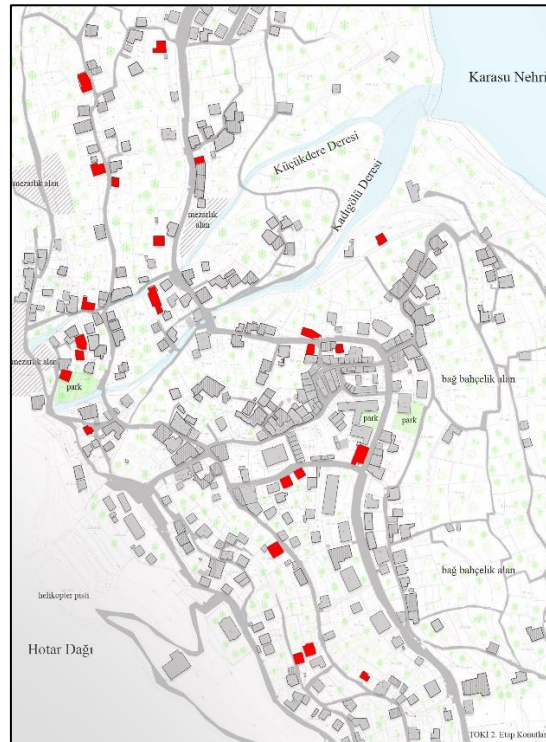 Karasu Nehri
Küçükdere Deresi
Kadıgölü Deresi
mezarlık alan
mezarlık
alan
mezarlık alan
park
park
park
bağ bahçelik alan
bağ bahçelik alan
helikopter pisti
Hotar Dağı
TOKİ 2. Etap Konutları